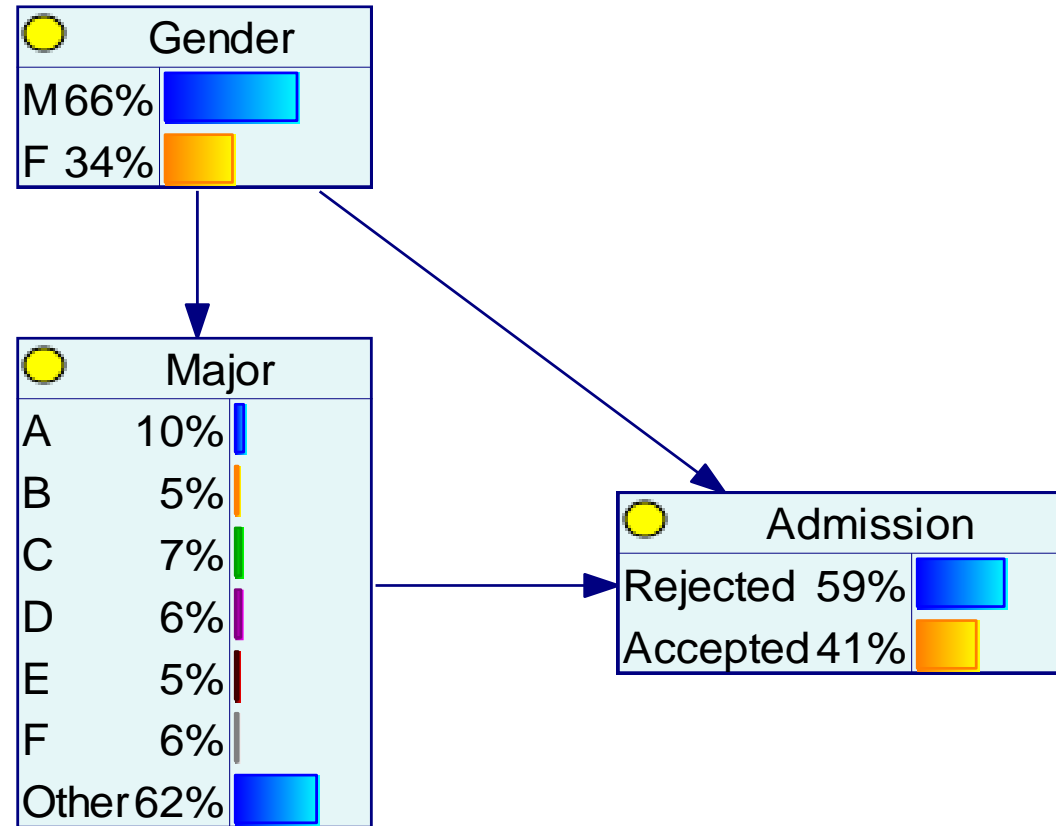 Gender
M 66%
F 34%
Major
A 10%
B 5%
C 7%
D 6%
E 5%
F 6%
Other 62%
Admission
Rejected 59%
Accepted 41%